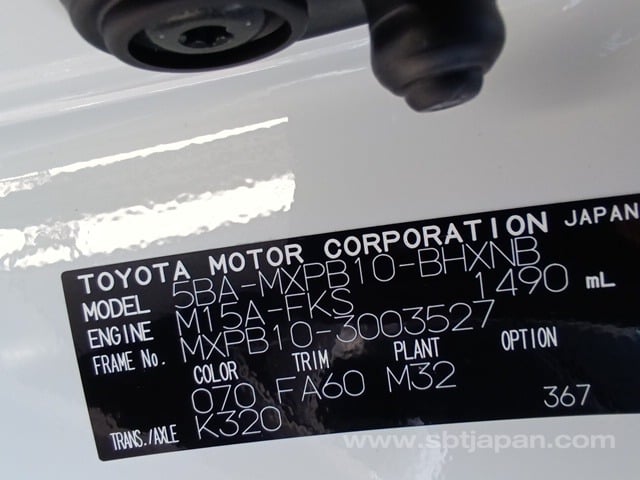 TOYOTA MOTOR CORPORATION JAPAN
MODEL 5BA-MXPB10-BHXNB
ENGINE M15A-FKS 1490 mL
FRAME No. MXPB10-3003527
COLOR TRIM PLANT OPTION
070 FA60 M32
TRANS./AXLE K320 367
www.sbtjapan.com